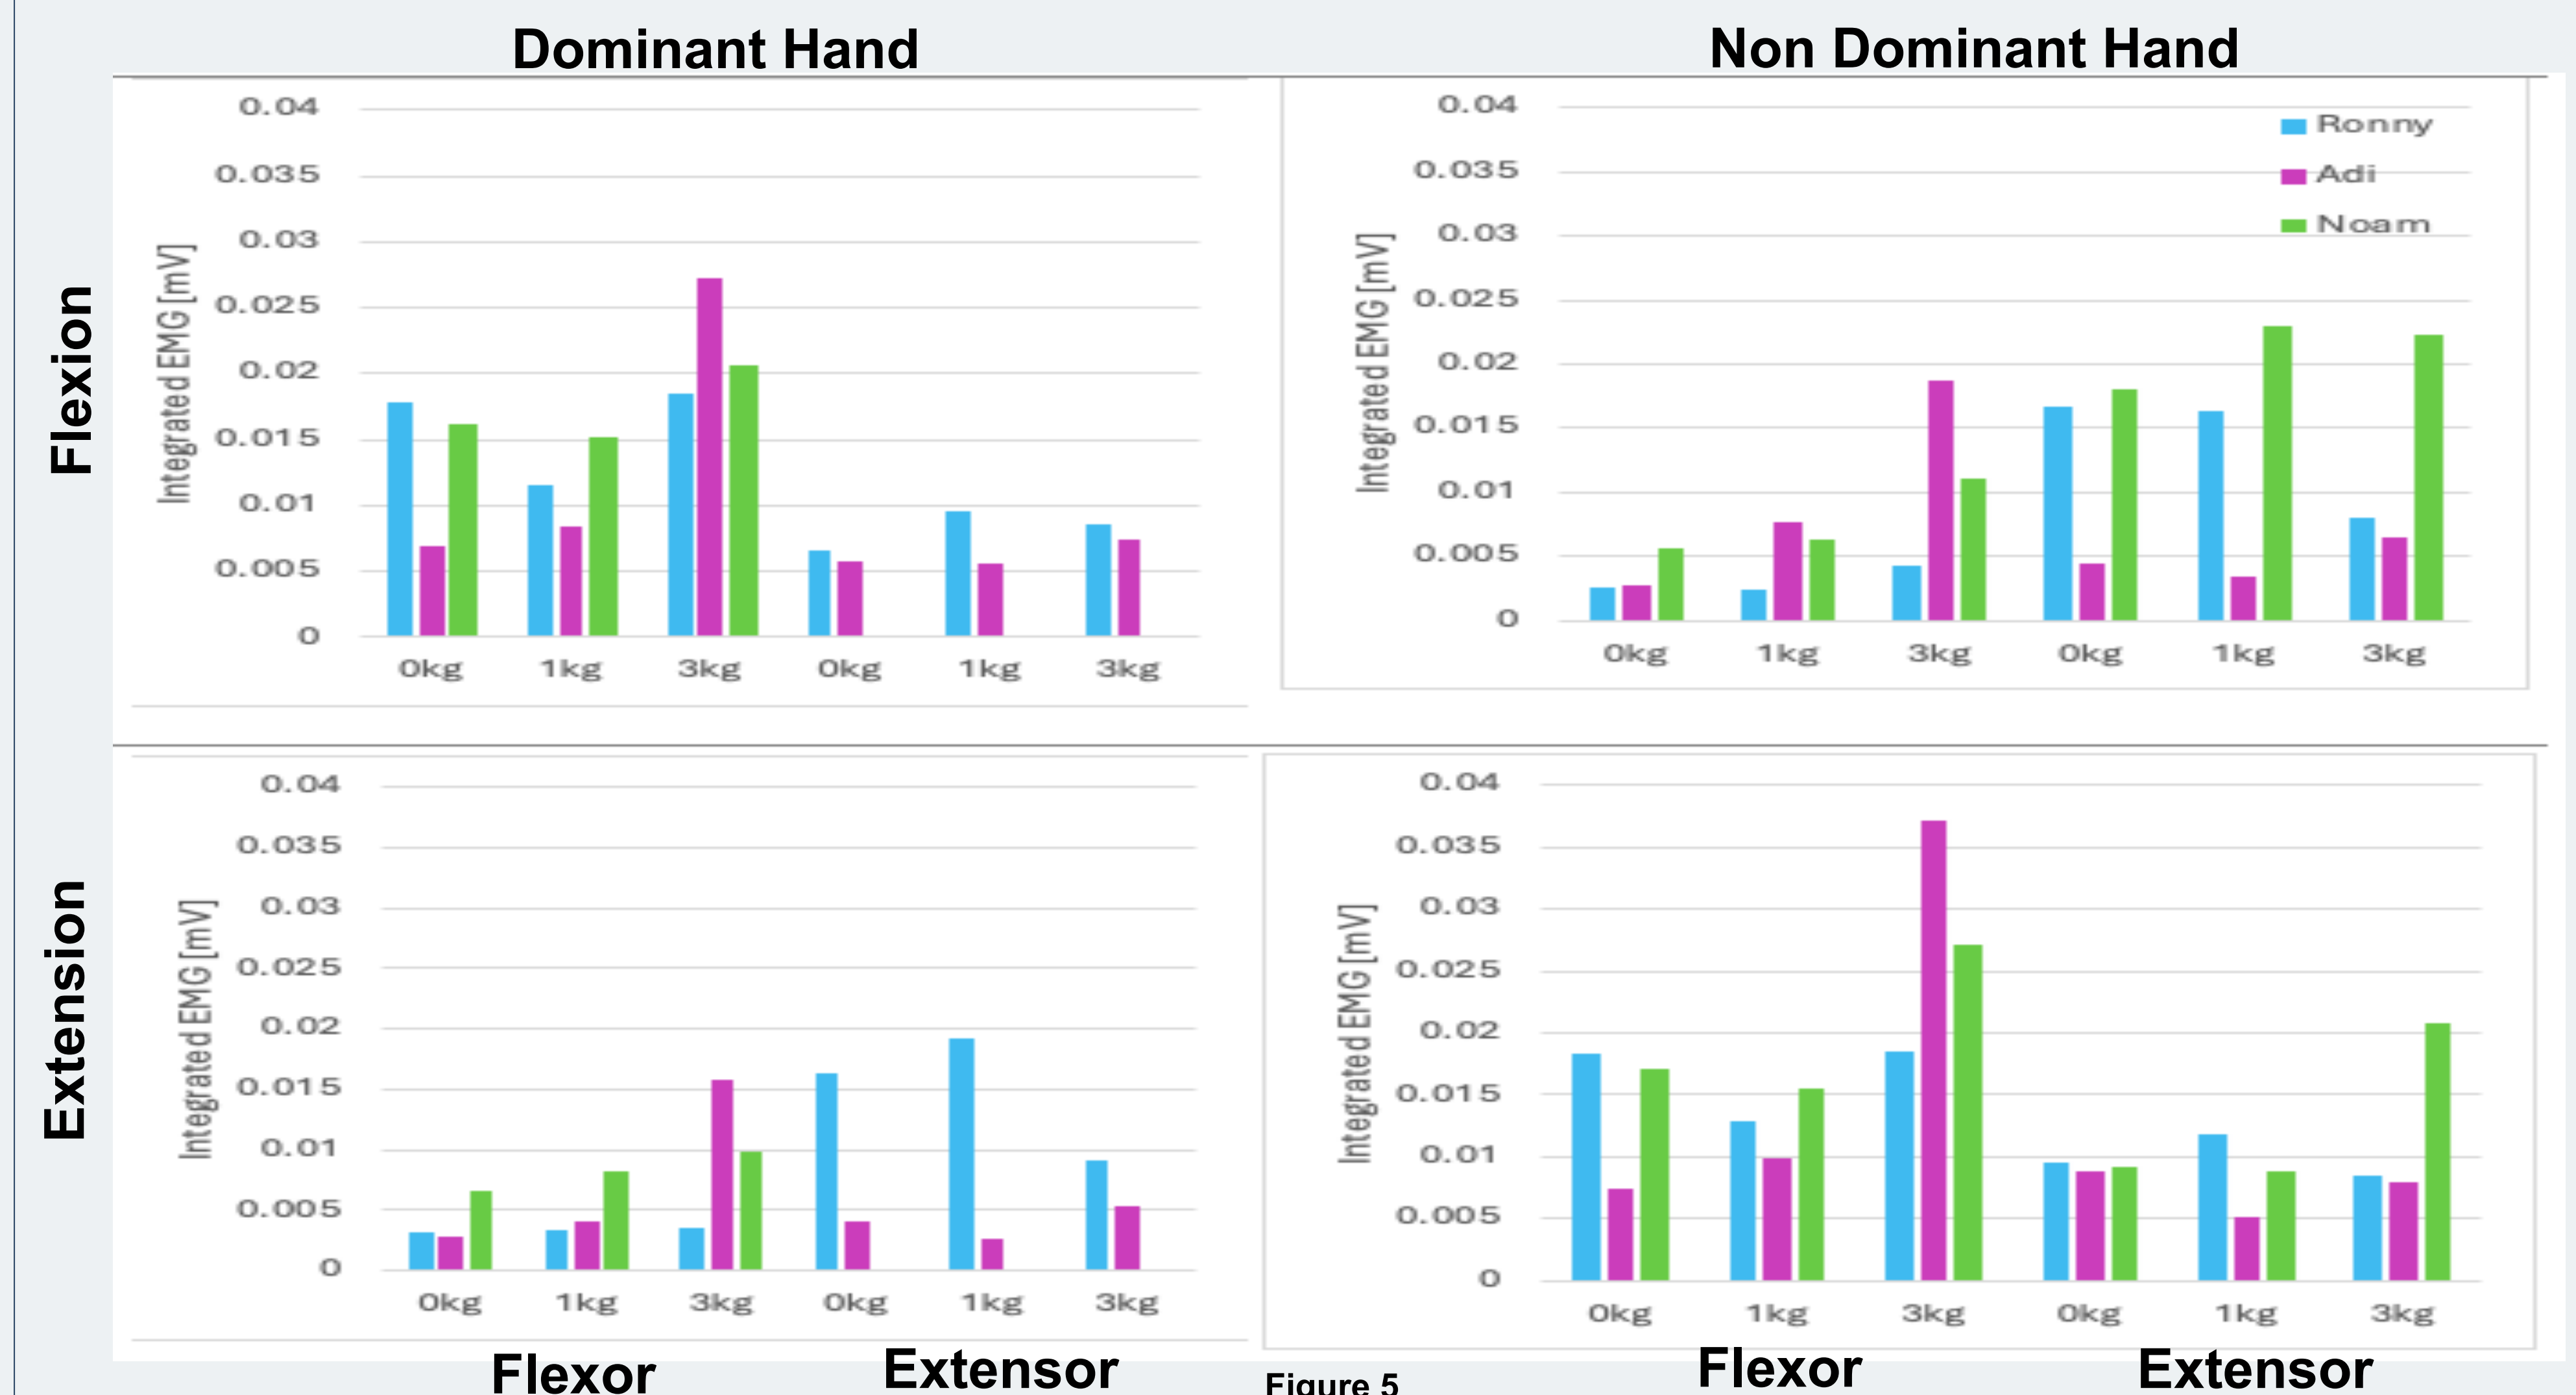 Dominant Hand
Non Dominant Hand
Flexion
Integrated EMG [mV]
0.04
0.035
0.03
0.025
0.02
0.015
0.01
0.005
0
0kg 1kg 3kg 0kg 1kg 3kg
Integrated EMG [mV]
0.04
0.035
0.03
0.025
0.02
0.015
0.01
0.005
0
Ronny
Adi
Noam
0kg 1kg 3kg 0kg 1kg 3kg
Extension
Integrated EMG [mV]
0.04
0.035
0.03
0.025
0.02
0.015
0.01
0.005
0
0kg 1kg 3kg 0kg 1kg 3kg
Flexor Extensor
Integrated EMG [mV]
0.04
0.035
0.03
0.025
0.02
0.015
0.01
0.005
0
0kg 1kg 3kg 0kg 1kg 3kg
Flexor Extensor
Figure 5